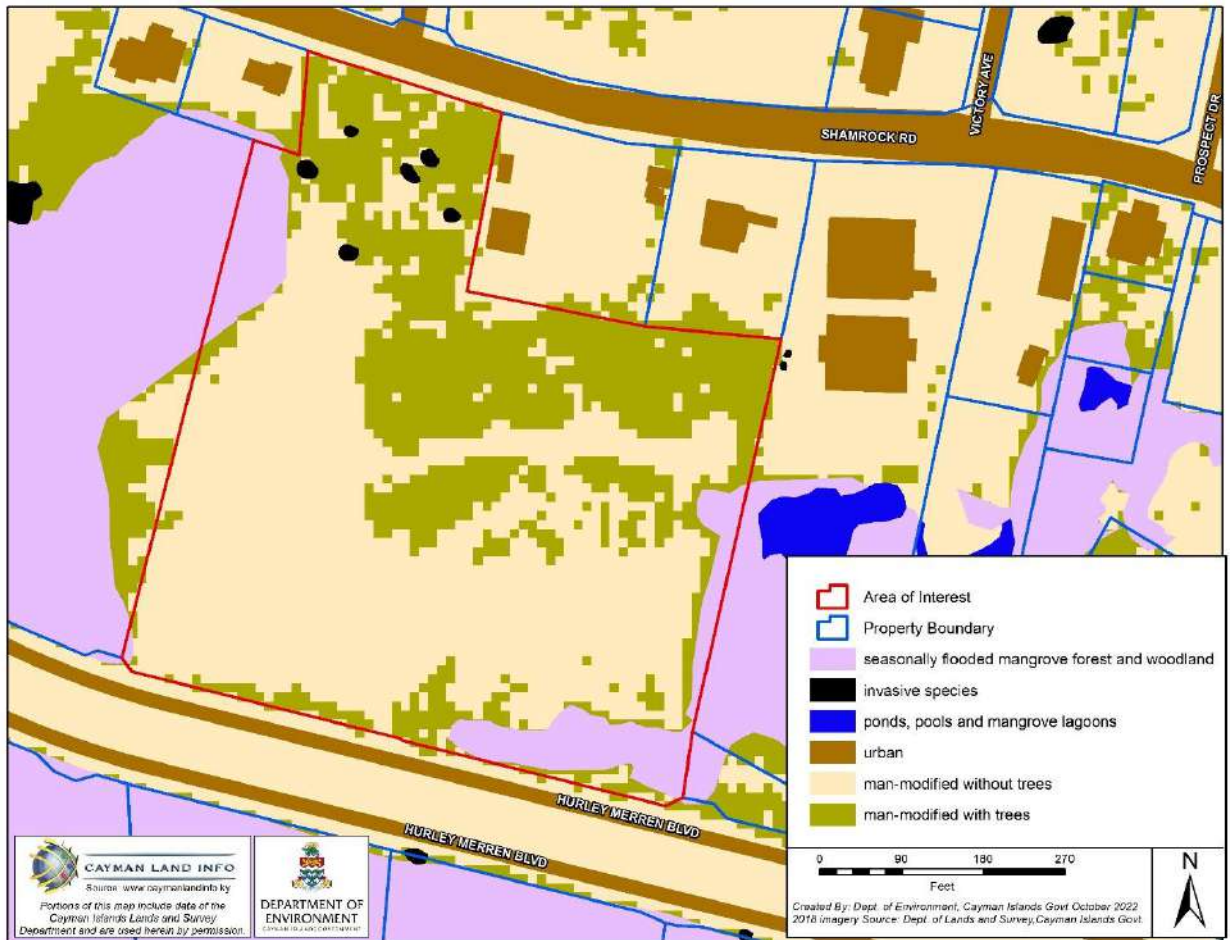 SHAMROCK RD
VICTORY AVE
PROSPECT DR
HURLEY MERREN BLVD
HURLEY MERREN BLVD
Area of Interest
Property Boundary
seasonally flooded mangrove forest and woodland
invasive species
ponds, pools and mangrove lagoons
urban
man-modified without trees
man-modified with trees
0 90 180 270
Feet
N
Created By: Dept. of Environment, Cayman Islands Govt October 2022
2018 imagery Source: Dept. of Lands and Survey,Cayman Islands Govt.
CAYMAN LAND INFO
Source: www.caymanlandinfo.ky
Portions of this map include data of the
Cayman Islands Lands and Survey
Department and are used herein by permission.
DEPARTMENT OF
ENVIRONMENT
CAYMAN ISLANDS GOVERNMENT